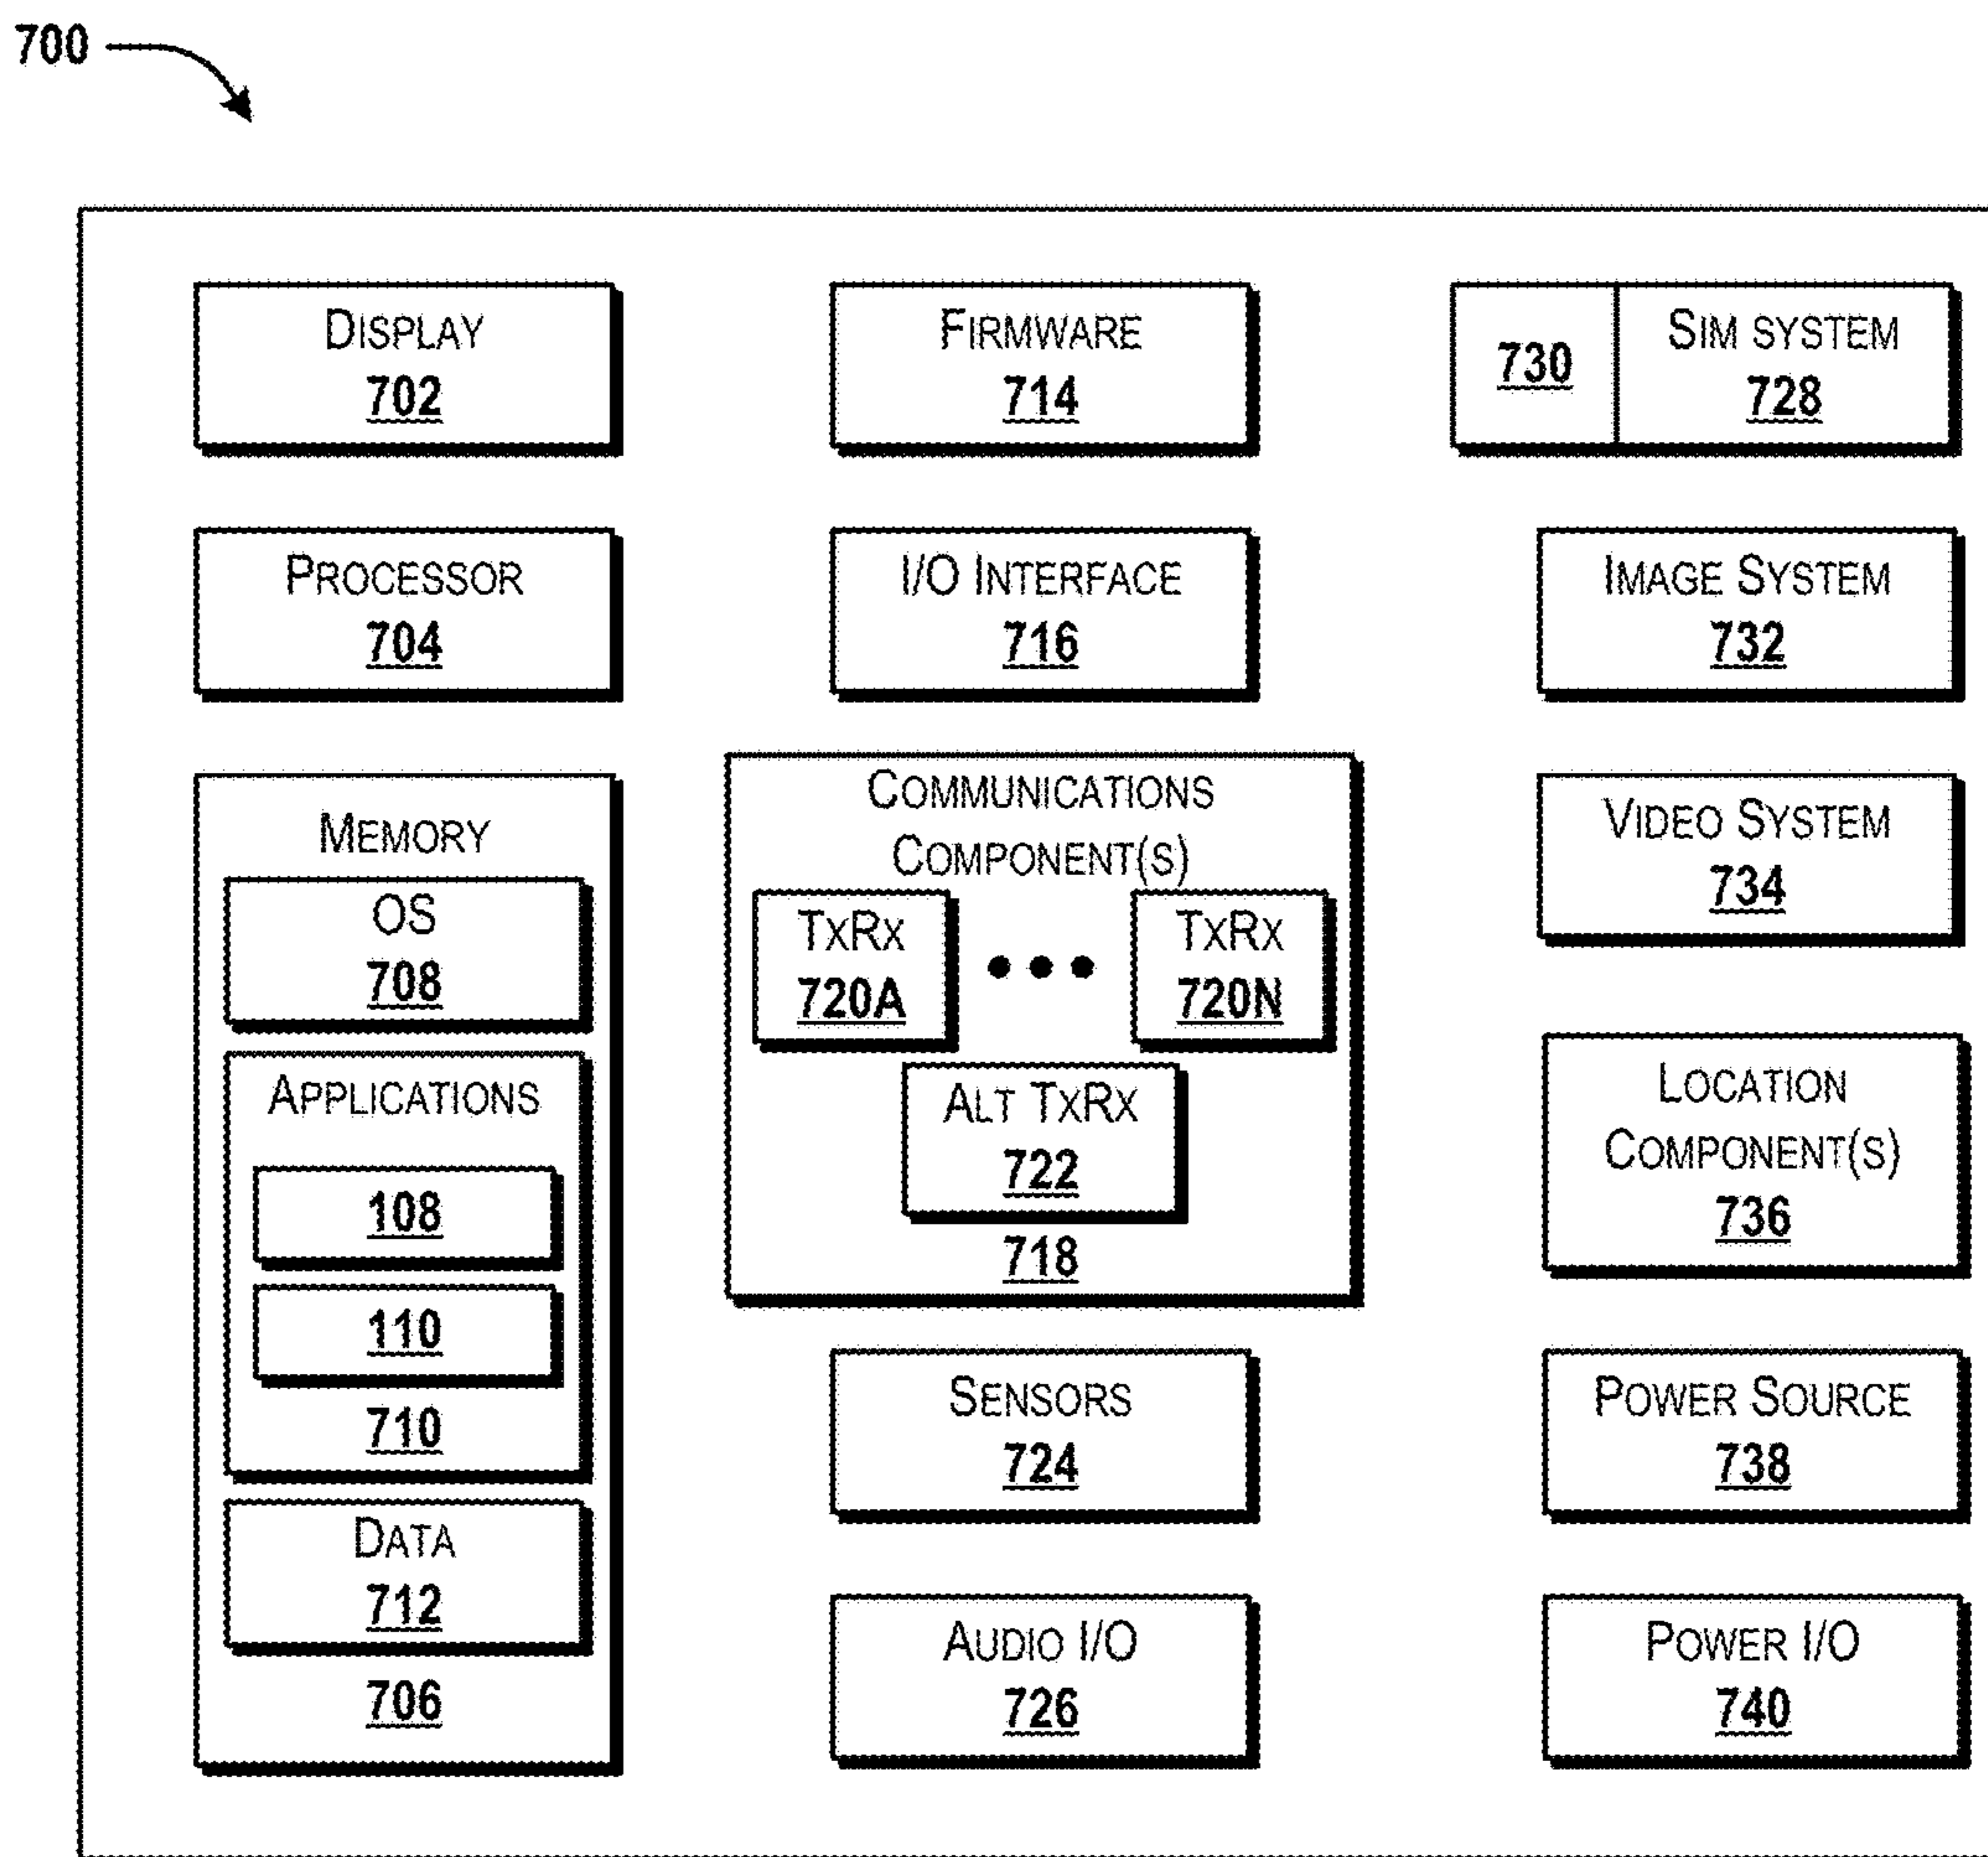 700
DISPLAY
702
FIRMWARE
714
730
SIM SYSTEM
728
PROCESSOR
704
I/O INTERFACE
716
IMAGE SYSTEM
732
MEMORY
OS
708
APPLICATIONS
108
110
710
DATA
712
706
COMMUNICATIONS
COMPONENT(S)
TXRX
720A
TXRX
720N
ALT TXRX
722
718
VIDEO SYSTEM
734
LOCATION
COMPONENT(S)
736
SENSORS
724
POWER SOURCE
738
AUDIO I/O
726
POWER I/O
740